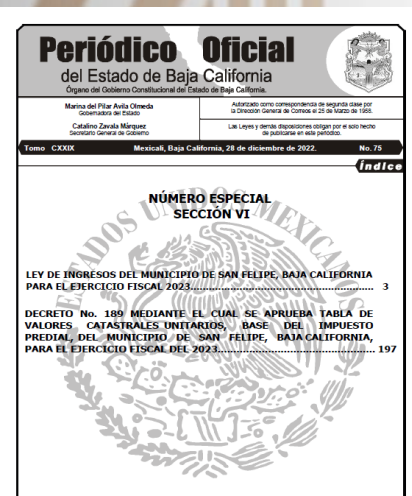 Periódico Oficial
del Estado de Baja California
Órgano del Gobierno Constitucional del Estado de Baja California.
Marina del Pilar Avila Olmeda
Gobernadora del Estado
Catalino Zavala Márquez
Secretario General de Gobierno
Autorizado como correspondencia de segunda clase por
la Dirección General de Correos el 25 de Marzo de 1958.
Las Leyes y demás disposiciones obligan por el solo hecho
de publicarse en este periódico.
Tomo CXXIX Mexicali, Baja California, 28 de diciembre de 2022. No. 75
Índice
NÚMERO ESPECIAL
SECCIÓN VI
ESTADOS UNIDOS MEXICANOS
LEY DE INGRESOS DEL MUNICIPIO DE SAN FELIPE, BAJA CALIFORNIA
PARA EL EJERCICIO FISCAL 2023.................................................... 3
DECRETO No. 189 MEDIANTE EL CUAL SE APRUEBA TABLA DE
VALORES CATASTRALES UNITARIOS, BASE DEL IMPUESTO
PREDIAL, DEL MUNICIPIO DE SAN FELIPE, BAJA CALIFORNIA,
PARA EL EJERCICIO FISCAL DEL 2023............................................. 197